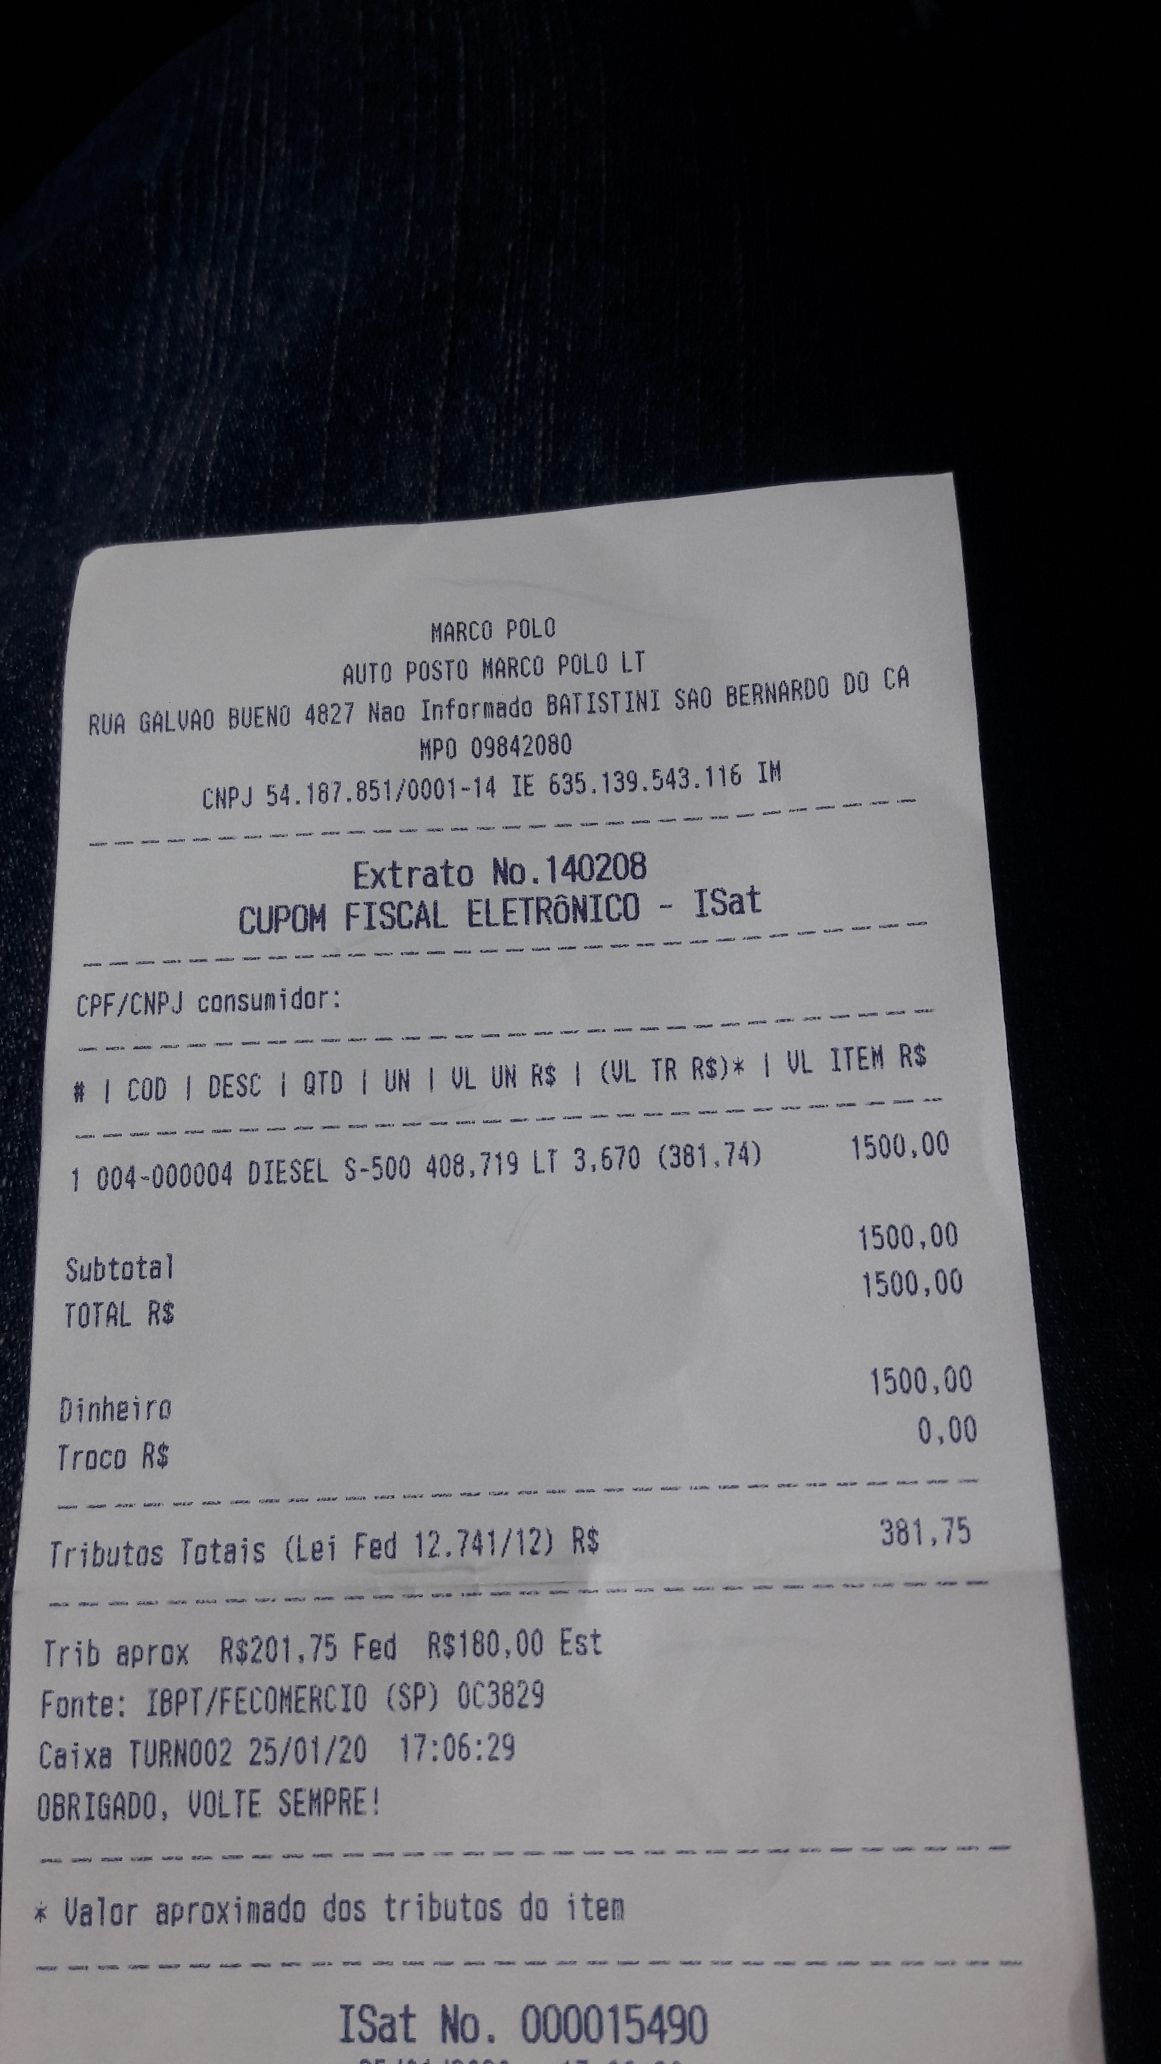 MARCO POLO
AUTO POSTO MARCO POLO LT
RUA GALVAO BUENO 4827 Nao Informado BATISTINI SAO BERNARDO DO CA
MPO 09842080
CNPJ 54.187.851/0001-14 IE 635.139.543.116 IM
Extrato No.140208
CUPOM FISCAL ELETRÔNICO - ISat
CPF/CNPJ consumidor:
# | COD | DESC | QTD | UN | VL UN R$ | (VL TR R$)* | VL ITEM R$
1 004-000004 DIESEL S-500 408,719 LT 3,670 (381,74) 1500,00
Subtotal 1500,00
TOTAL R$ 1500,00
Dinheiro 1500,00
Troco R$ 0,00
Tributos Totais (Lei Fed 12.741/12) R$ 381,75
Trib aprox R$201,75 Fed R$180,00 Est
Fonte: IBPT/FECOMERCIO (SP) 0C3829
Caixa TURNO02 25/01/20 17:06:29
OBRIGADO, VOLTE SEMPRE!
* Valor aproximado dos tributos do item
ISat No. 000015490